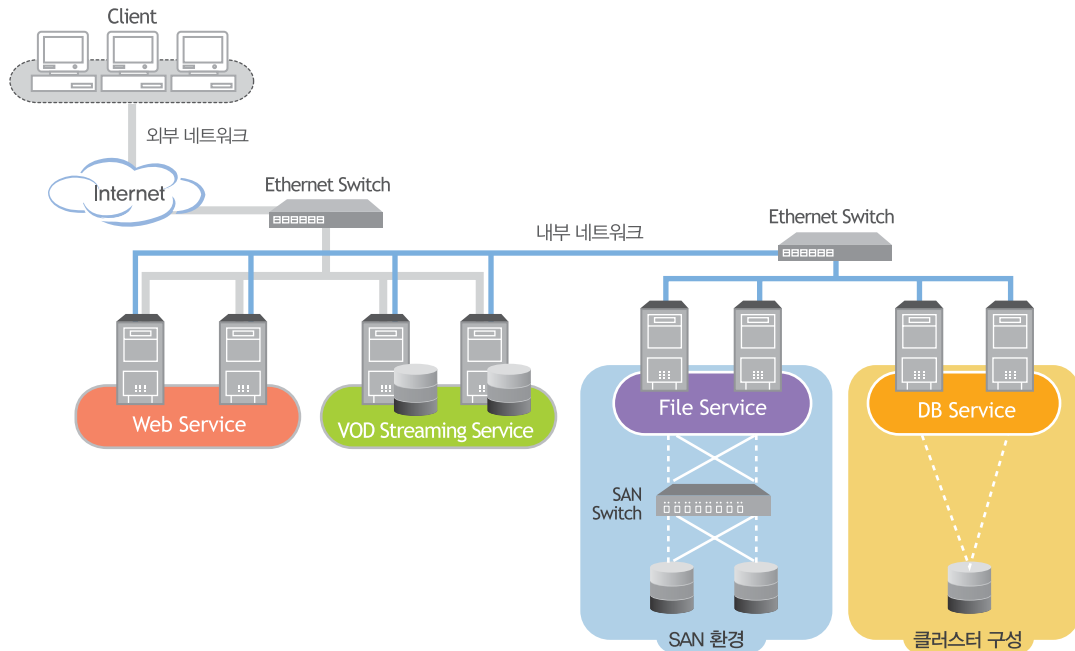 Client
외부 네트워크
Internet
Ethernet Switch
Ethernet Switch
내부 네트워크
Web Service
VOD Streaming Service
File Service
DB Service
SAN
Switch
SAN 환경
클러스터 구성